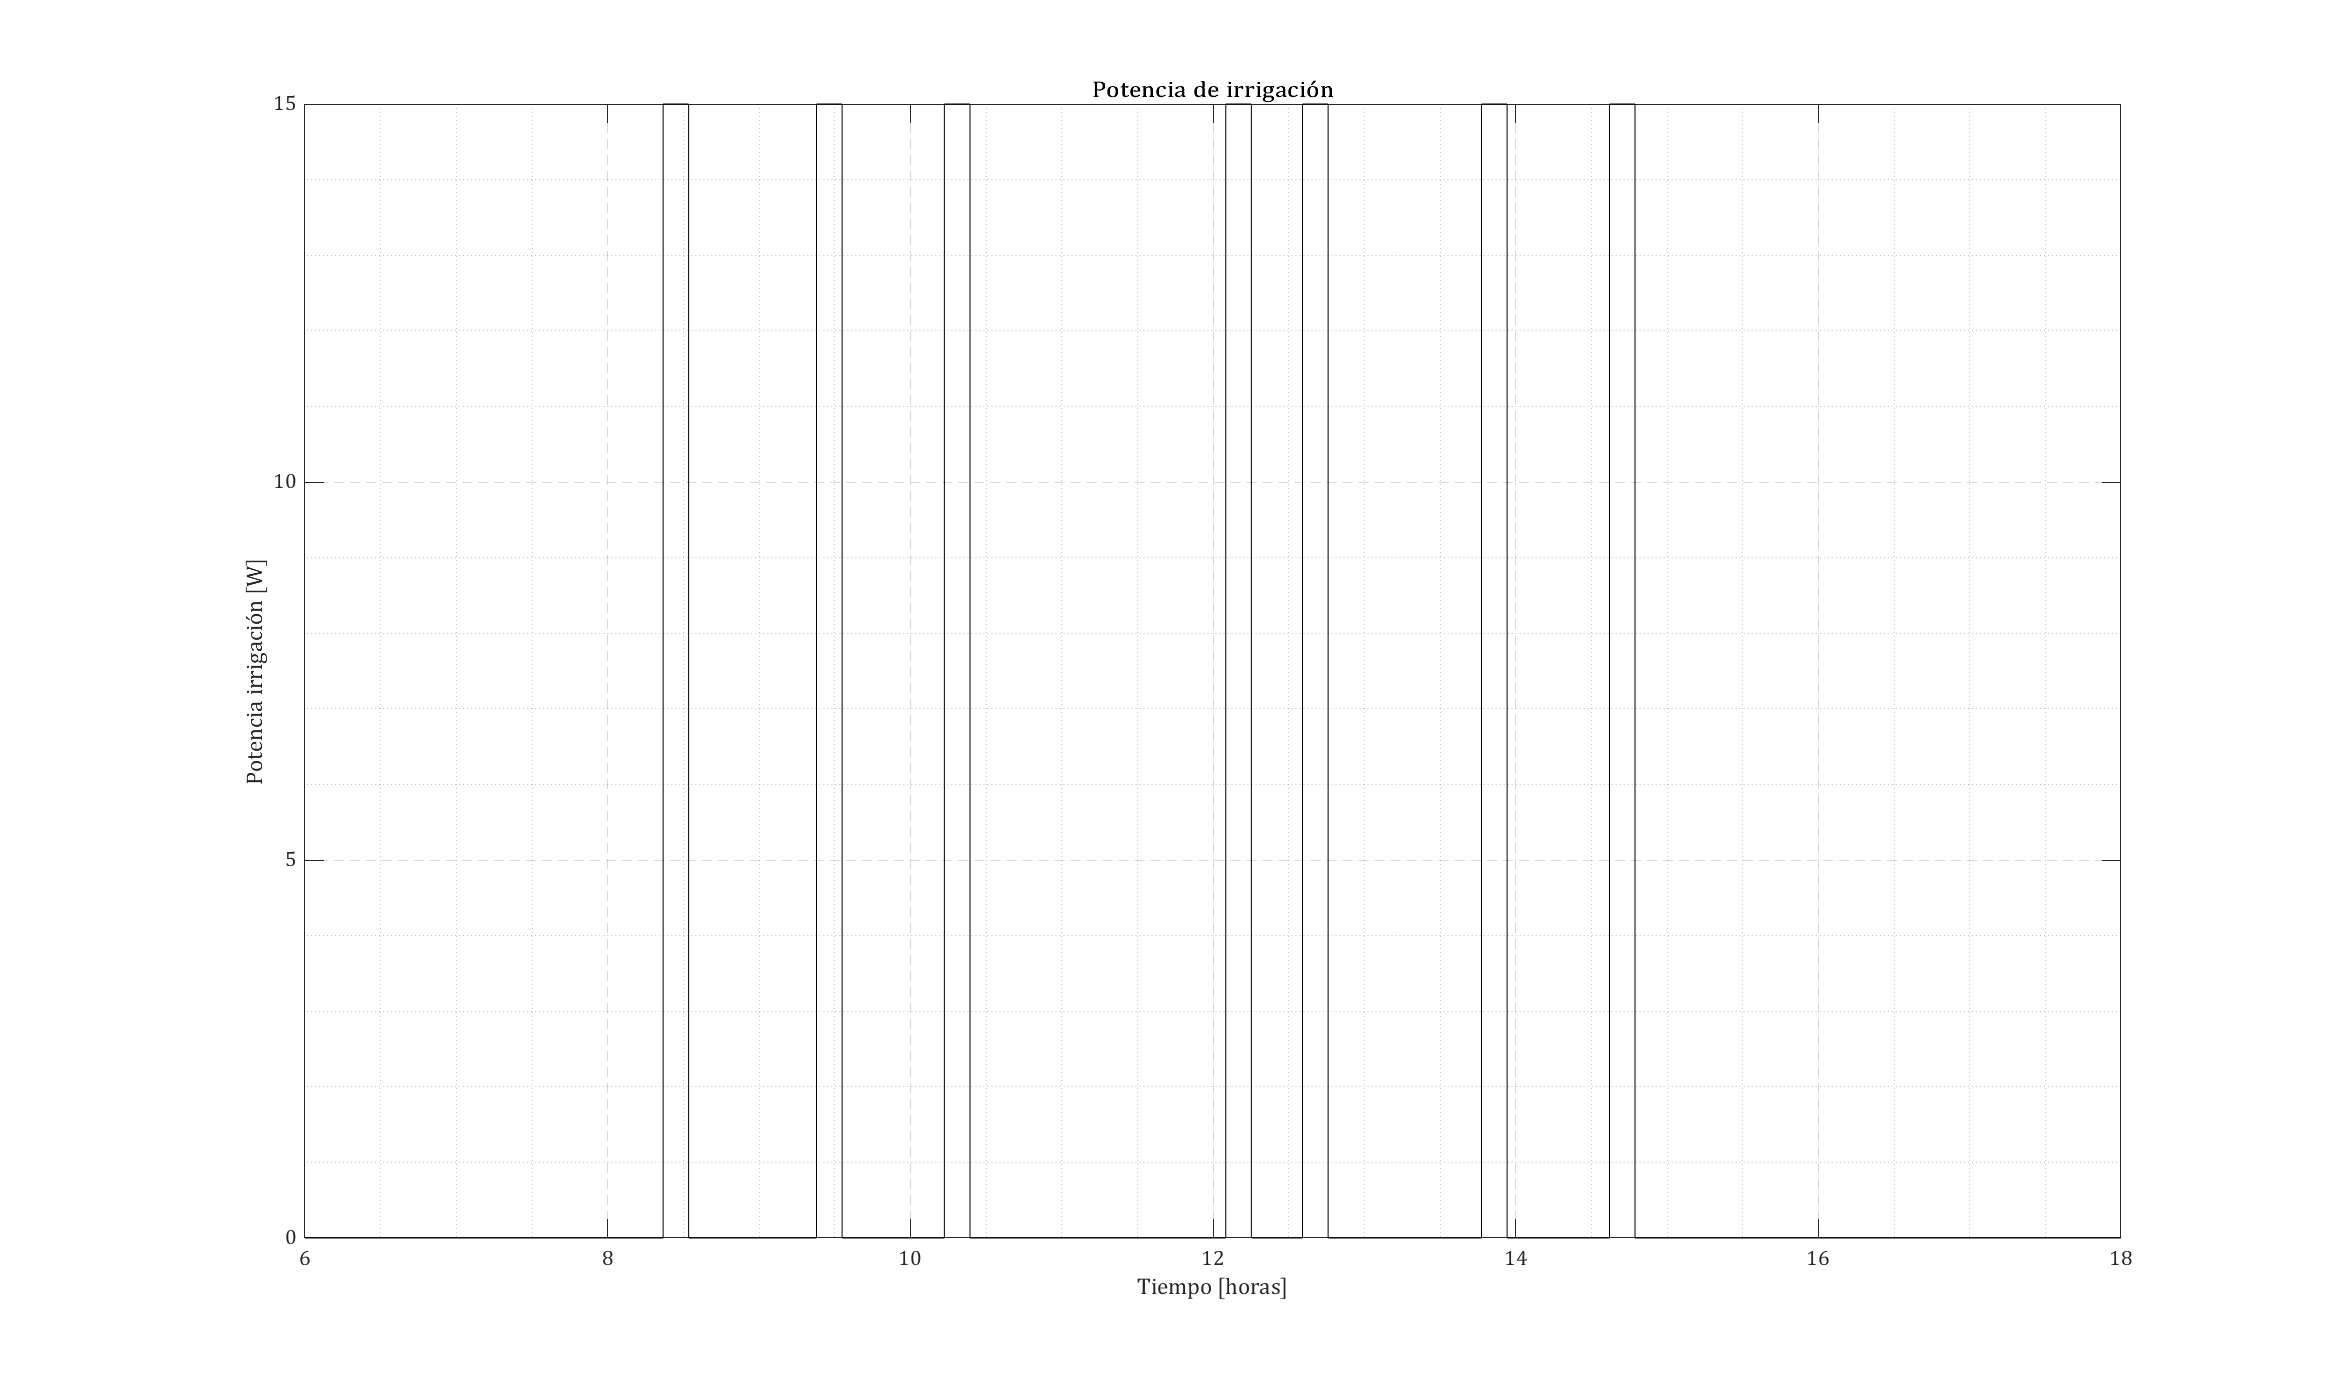 Potencia de irrigación
15
10
5
0
Potencia irrigación [W]
6 8 10 12 14 16 18
Tiempo [horas]